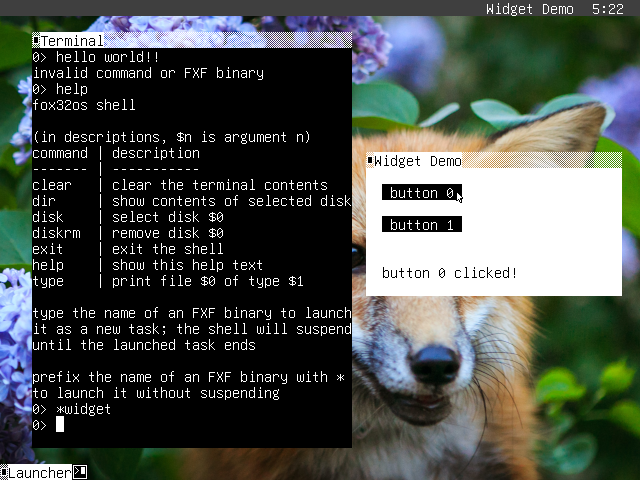 Widget Demo 5:22
Terminal
0> hello world!!
invalid command or FXF binary
0> help
fox32os shell
(in descriptions, $n is argument n)
command | description
------- | -----------
clear | clear the terminal contents
dir | show contents of selected disk
disk | select disk $0
diskrm | remove disk $0
exit | exit the shell
help | show this help text
type | print file $0 of type $1
type the name of an FXF binary to launch
it as a new task; the shell will suspend
until the launched task ends
prefix the name of an FXF binary with *
to launch it without suspending
0> *widget
0>
Widget Demo
button 0
button 1
button 0 clicked!
Launcher